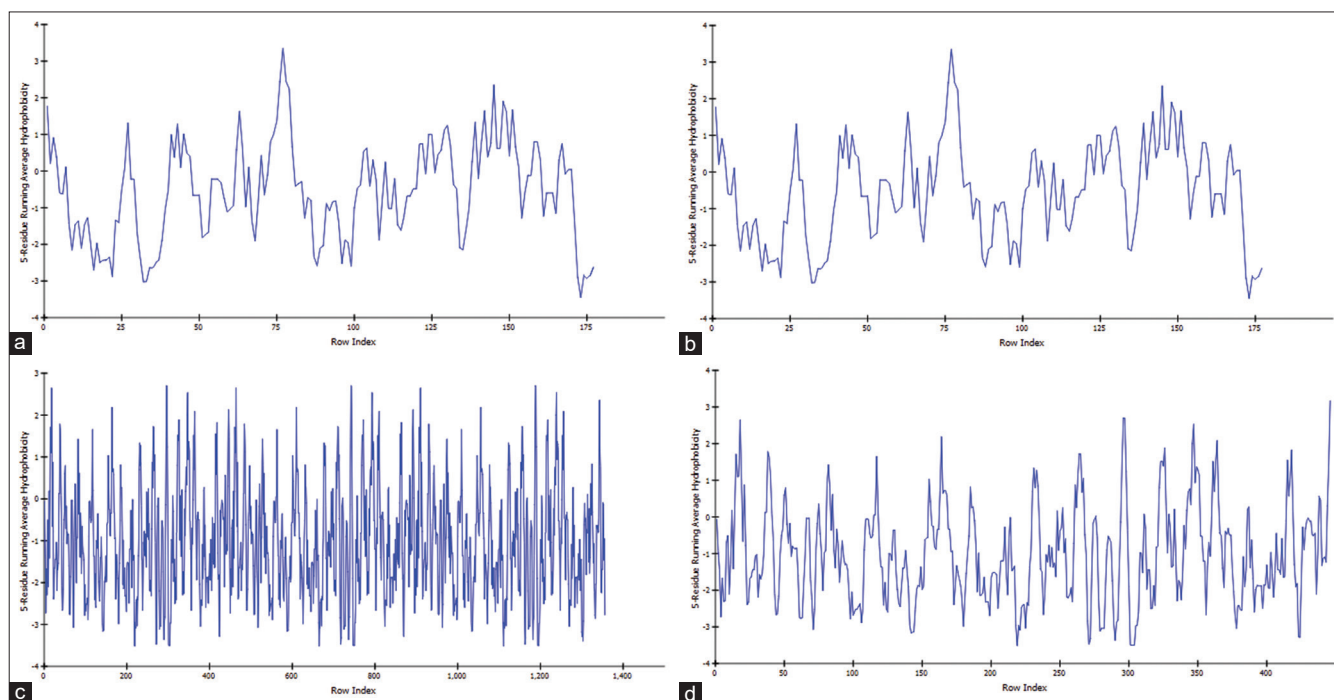 4
3
2
1
0
-1
-2
-3
-4
5-Residue Running Average Hydrophobicity
0 25 50 75 100 125 150 175
Row Index
a
4
3
2
1
0
-1
-2
-3
-4
5-Residue Running Average Hydrophobicity
0 25 50 75 100 125 150 175
Row Index
b
3
2
1
0
-1
-2
-3
-4
5-Residue Running Average Hydrophobicity
0 200 400 600 800 1,000 1,200 1,400
Row Index
c
4
3
2
1
0
-1
-2
-3
-4
5-Residue Running Average Hydrophobicity
0 50 100 150 200 250 300 350 400
Row Index
d